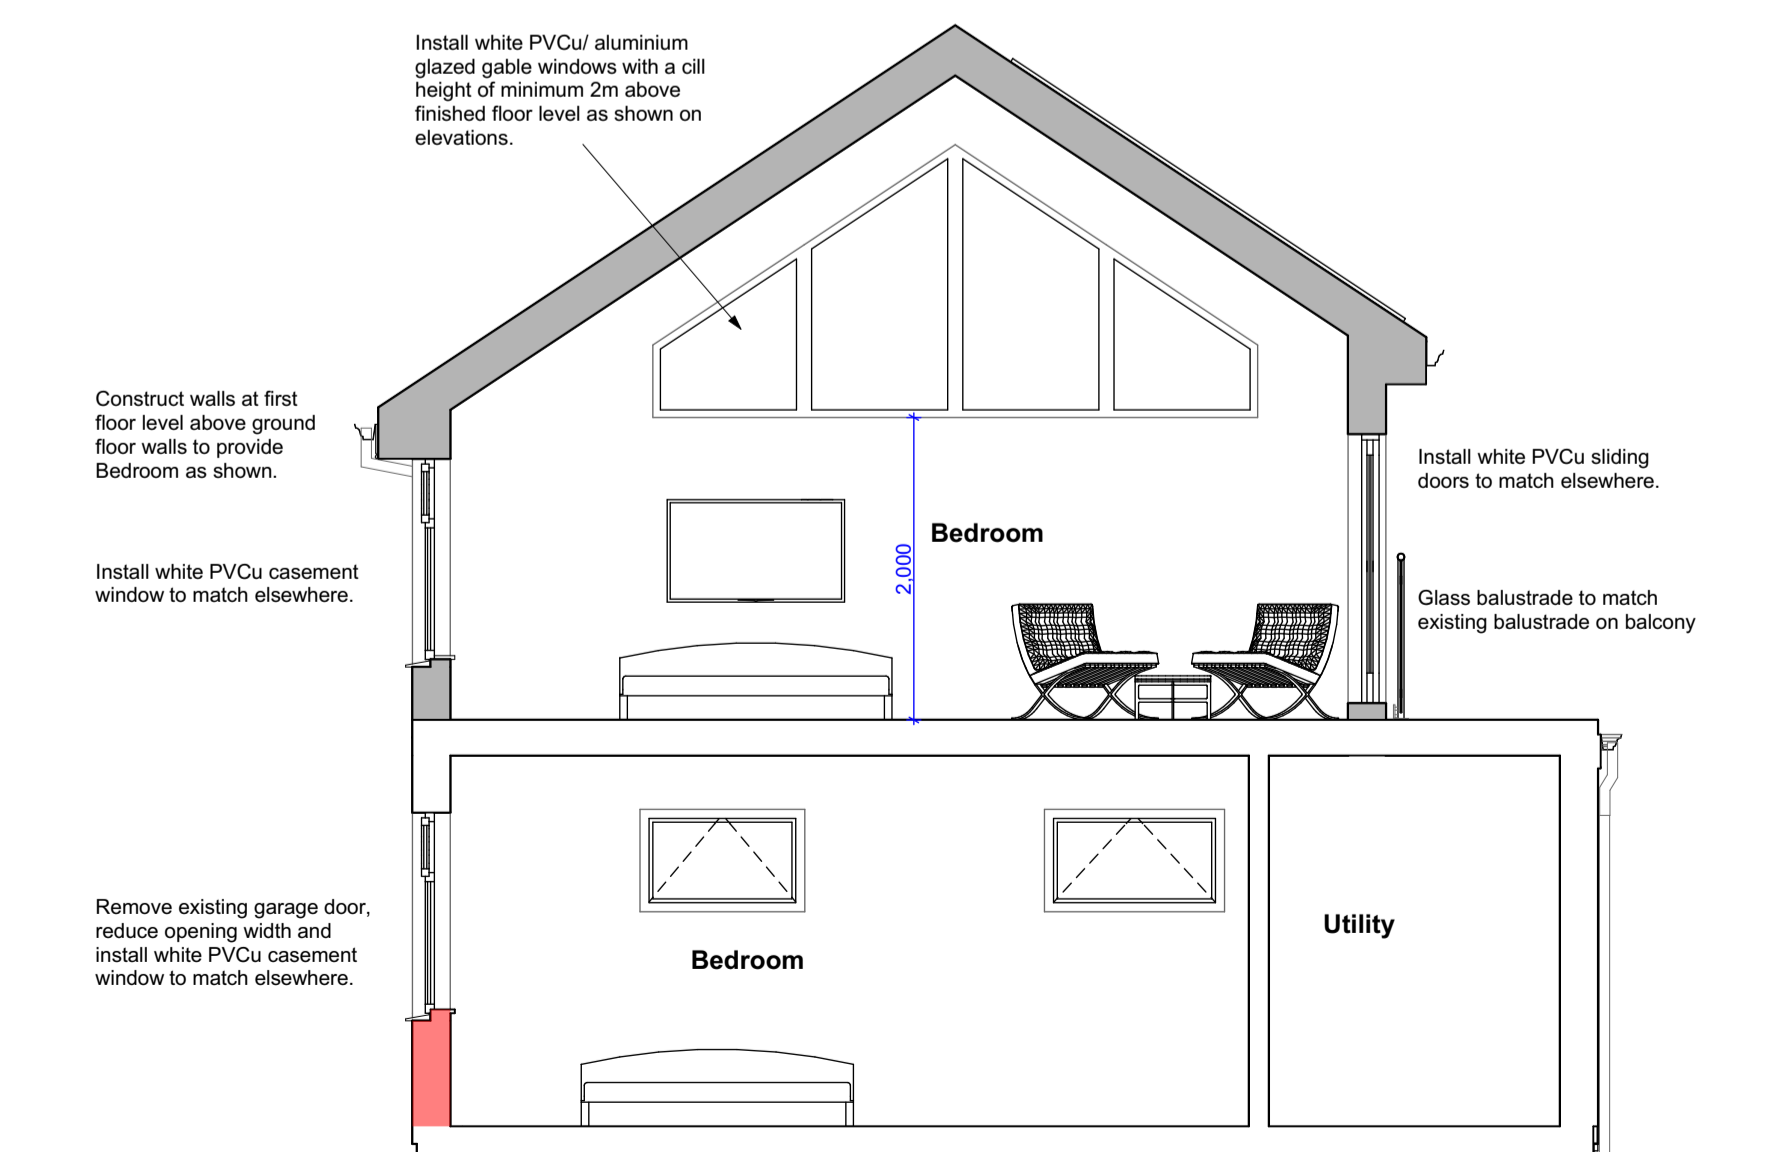 Install white PVCu/ aluminium
glazed gable windows with a cill
height of minimum 2m above
finished floor level as shown on
elevations.
Construct walls at first
floor level above ground
floor walls to provide
Bedroom as shown.
Install white PVCu sliding
doors to match elsewhere.
Bedroom
2,000
Install white PVCu casement
window to match elsewhere.
Glass balustrade to match
existing balustrade on balcony
Remove existing garage door,
reduce opening width and
install white PVCu casement
window to match elsewhere.
Utility
Bedroom